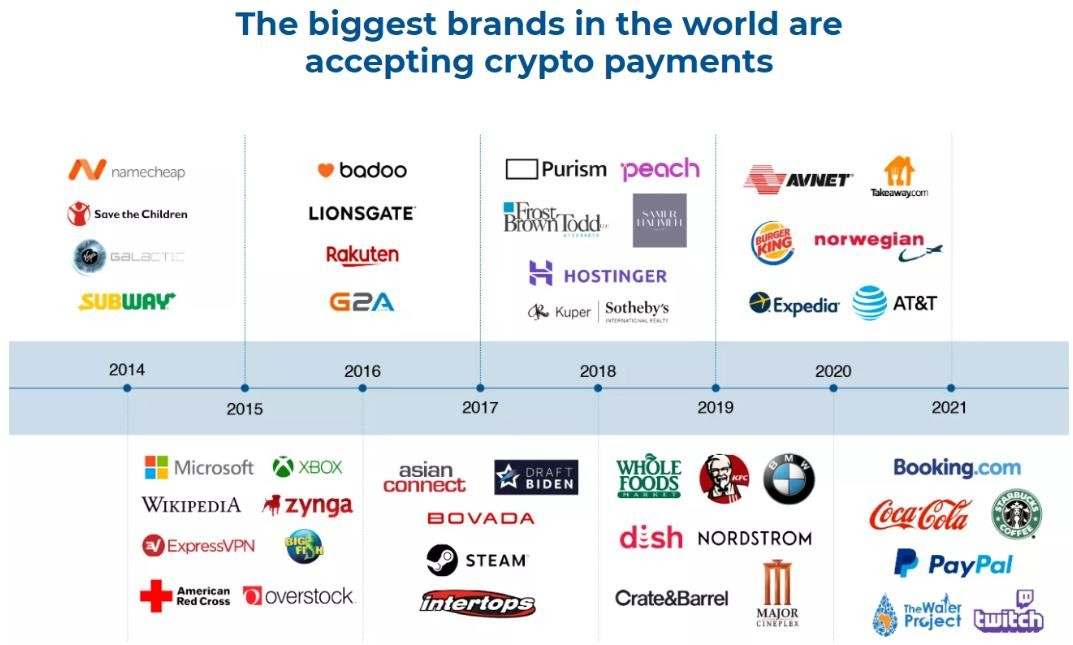 The biggest brands in the world are
accepting crypto payments
namecheap
Save the Children
GALACTIC
SUBWAY
badoo
LIONSGATE
Rakuten
G2A
Purism
peach
Frost
Brown Todd LLC
ATTORNEYS
SAMER
HALIMEH
HOSTINGER
Kuper
Sotheby's
INTERNATIONAL REALTY
AVNET
Takeaway.com
BURGER
KING
norwegian
Expedia
AT&T
2014
2015
2016
2017
2018
2019
2020
2021
Microsoft
XBOX
WIKIPEDIA
zynga
ExpressVPN
BIG
FISH
American
Red Cross
overstock.
asian
connect
DRAFT
BIDEN
BOVADA
STEAM
intertops
WHOLE
FOODS
MARKET
KFC
BMW
dish
NORDSTROM
Crate&Barrel
MAJOR
CINEPLEX
Booking.com
Coca-Cola
STARBUCKS
COFFEE
PayPal
The Water
Project
twitch